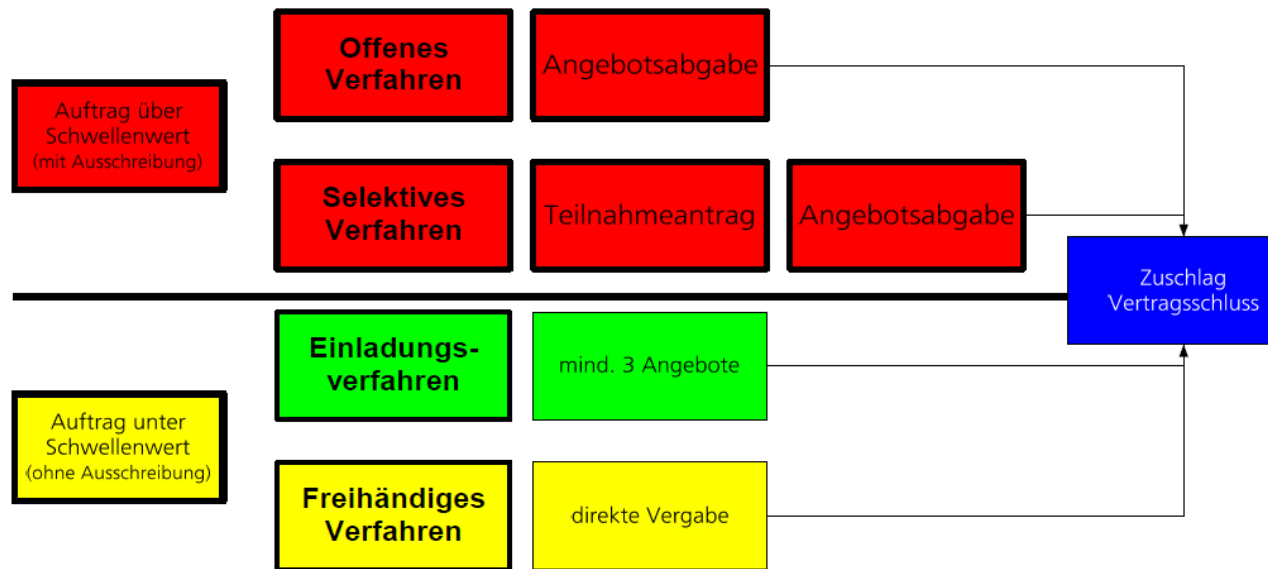 Offenes
Verfahren
Angebotsabgabe
Auftrag über
Schwellenwert
(mit Ausschreibung)
Selektives
Verfahren
Teilnahmeantrag
Angebotsabgabe
Zuschlag
Vertragsschluss
Einladungs-
verfahren
mind. 3 Angebote
Auftrag unter
Schwellenwert
(ohne Ausschreibung)
Freihändiges
Verfahren
direkte Vergabe